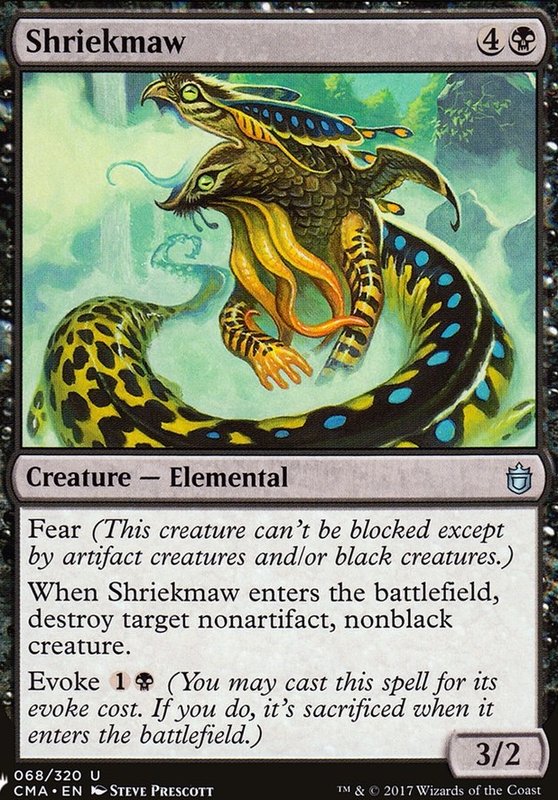 Shriekmaw 4
Creature — Elemental
Fear (This creature can't be blocked except
by artifact creatures and/or black creatures.)
When Shriekmaw enters the battlefield,
destroy target nonartifact, nonblack
creature.
Evoke 1 (You may cast this spell for its
evoke cost. If you do, it's sacrificed when it
enters the battlefield.)
3/2
068/320 U
CMA • EN Steve Prescott
™ & © 2017 Wizards of the Coast